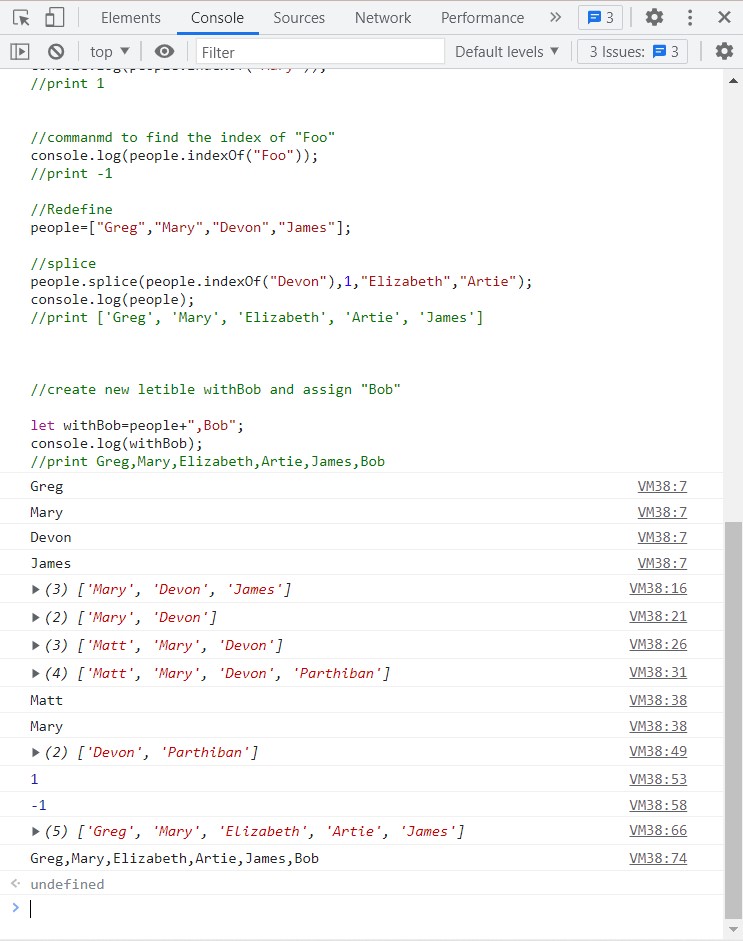 Elements Console Sources Network Performance 3
top Filter Default levels 3 Issues: 3
console.log(people.indexOf("Mary"));
//print 1
//commanmd to find the index of "Foo"
console.log(people.indexOf("Foo"));
//print -1
//Redefine
people=["Greg","Mary","Devon","James"];
//splice
people.splice(people.indexOf("Devon"),1,"Elizabeth","Artie");
console.log(people);
//print ['Greg', 'Mary', 'Elizabeth', 'Artie', 'James']
//create new letible withBob and assign "Bob"
let withBob=people+",Bob";
console.log(withBob);
//print Greg,Mary,Elizabeth,Artie,James,Bob
Greg VM38:7
Mary VM38:7
Devon VM38:7
James VM38:7
(3) ['Mary', 'Devon', 'James'] VM38:16
(2) ['Mary', 'Devon'] VM38:21
(3) ['Matt', 'Mary', 'Devon'] VM38:26
(4) ['Matt', 'Mary', 'Devon', 'Parthiban'] VM38:31
Matt VM38:38
Mary VM38:38
(2) ['Devon', 'Parthiban'] VM38:49
1 VM38:53
-1 VM38:58
(5) ['Greg', 'Mary', 'Elizabeth', 'Artie', 'James'] VM38:66
Greg,Mary,Elizabeth,Artie,James,Bob VM38:74
undefined